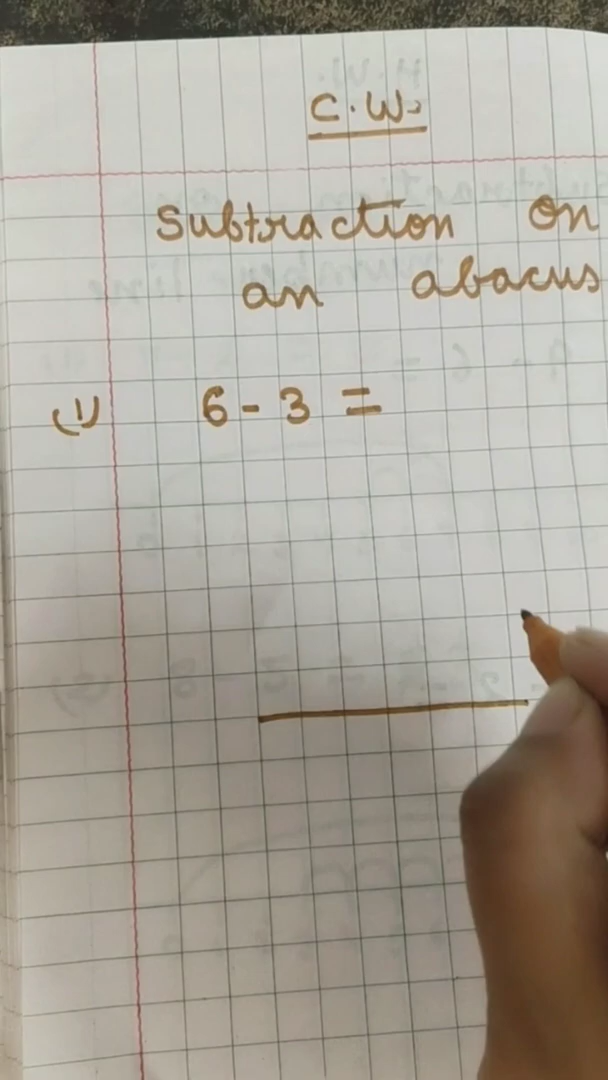 C.W.
Subtraction on
an abacus
(1) 6 - 3 =